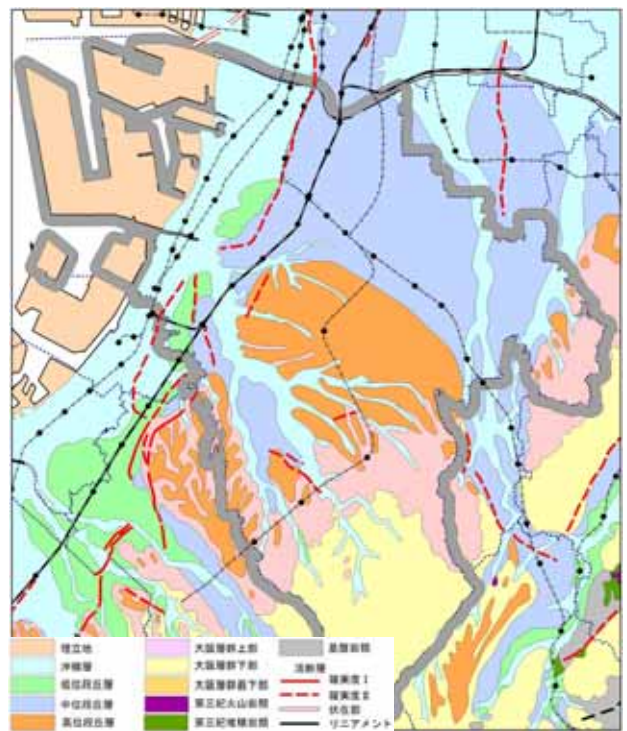 埋立地
沖積層
低位段丘層
中位段丘層
高位段丘層
大阪層群上部
大阪層群下部
大阪層群最下部
第三紀火山岩類
第三紀堆積岩類
基盤岩類
活断層
確実度Ⅰ
確実度Ⅱ
伏在部
リニアメント